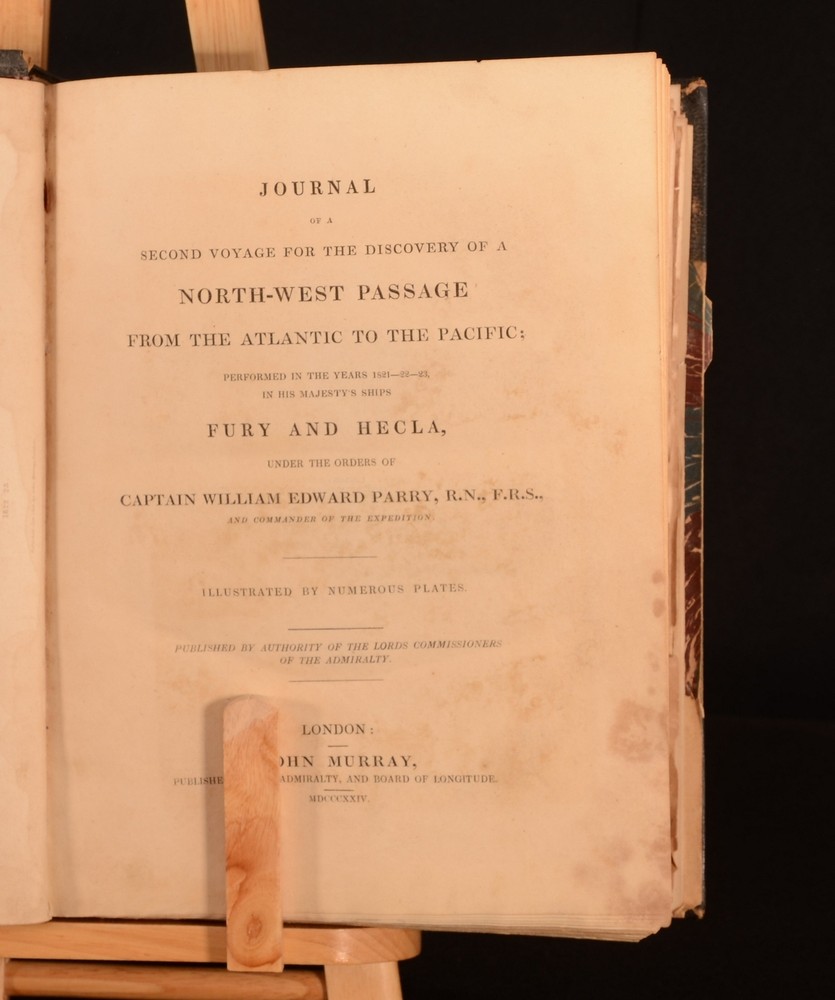 JOURNAL
OF A
SECOND VOYAGE FOR THE DISCOVERY OF A
NORTH-WEST PASSAGE
FROM THE ATLANTIC TO THE PACIFIC;
PERFORMED IN THE YEARS 1821—22—23,
IN HIS MAJESTY'S SHIPS
FURY AND HECLA,
UNDER THE ORDERS OF
CAPTAIN WILLIAM EDWARD PARRY, R.N., F.R.S.,
AND COMMANDER OF THE EXPEDITION.
ILLUSTRATED BY NUMEROUS PLATES.
PUBLISHED BY AUTHORITY OF THE LORDS COMMISSIONERS
OF THE ADMIRALTY.
LONDON:
OHN MURRAY,
PUBLISHE ADMIRALTY, AND BOARD OF LONGITUDE.
MDCCCXXIV.